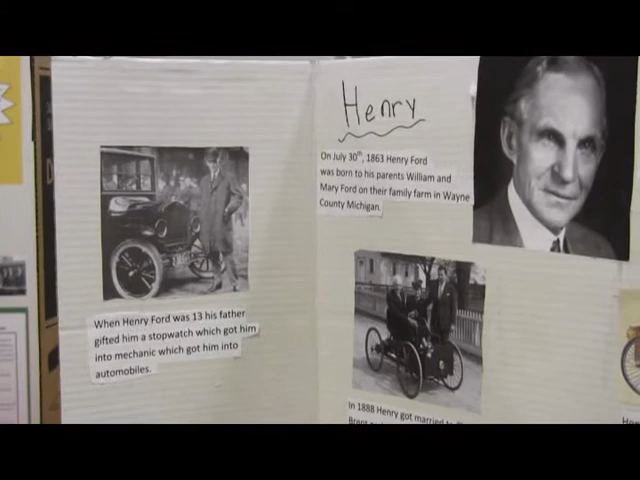 Henry
On July 30th, 1863 Henry Ford
was born to his parents William and
Mary Ford on their family farm in Wayne
County Michigan.
When Henry Ford was 13 his father
gifted him a stopwatch which got him
into mechanic which got him into
automobiles.
In 1888 Henry got married to